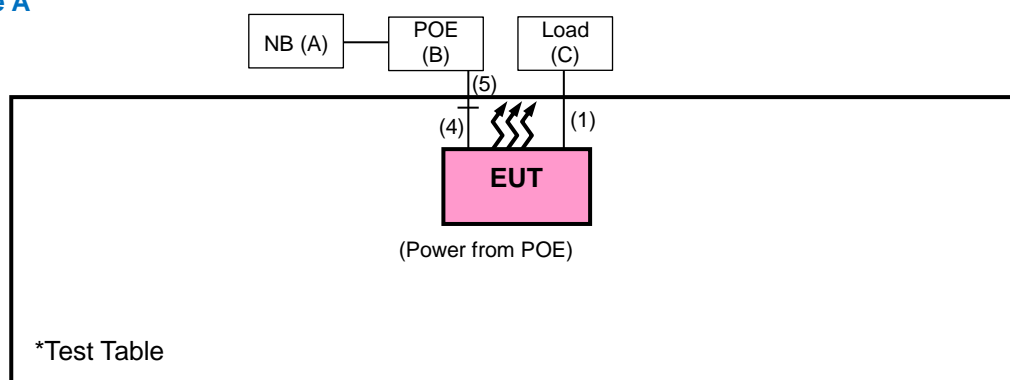 A
NB (A)
POE
(B)
Load
(C)
(5)
(4)
(1)
EUT
(Power from POE)
*Test Table